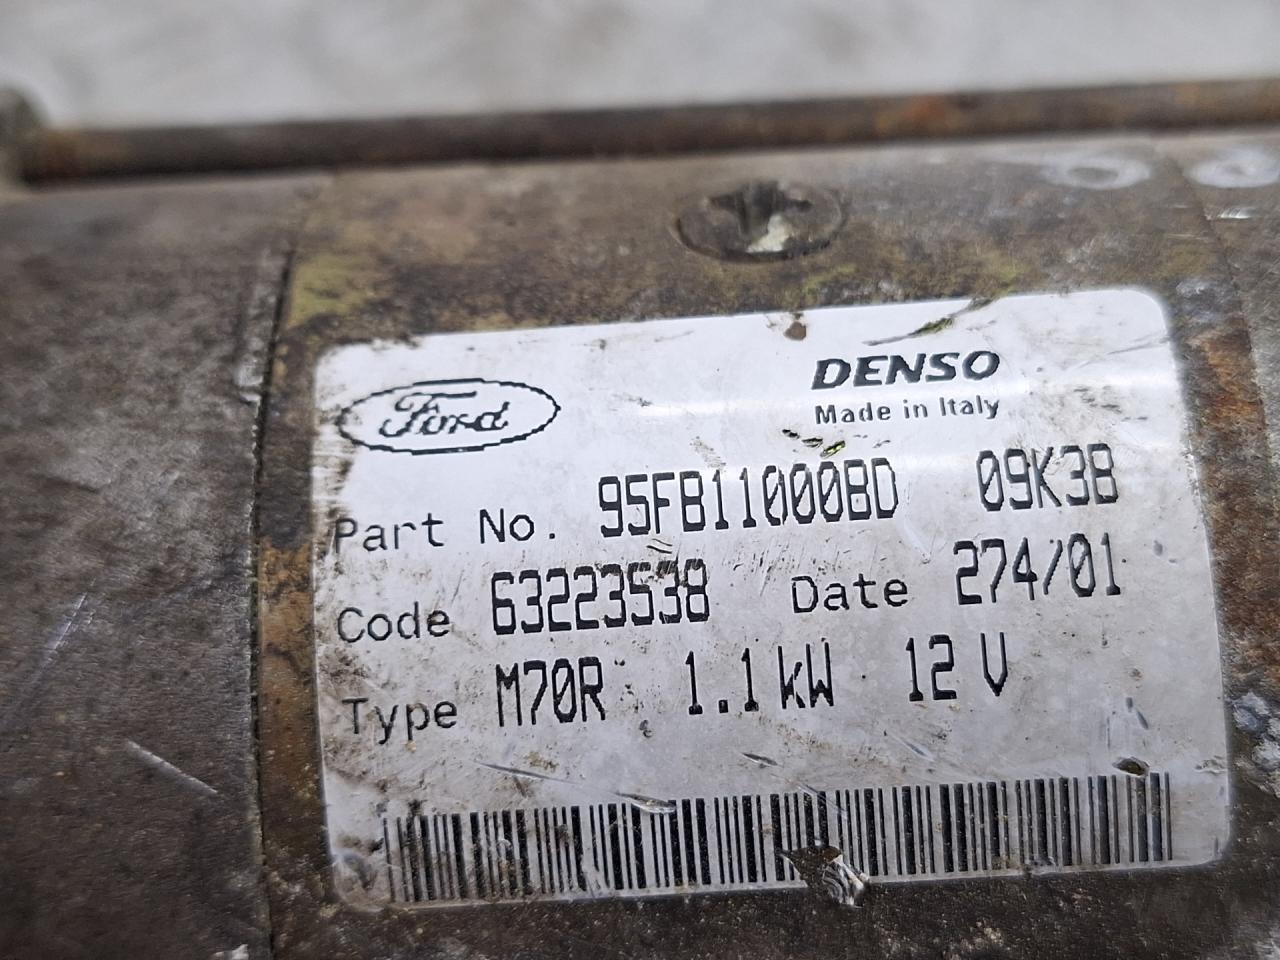 Ford
DENSO
Made in Italy
Part No. 95FB11000BD 09K3B
Code 63223538 Date 274/01
Type M70R 1.1 kW 12 V